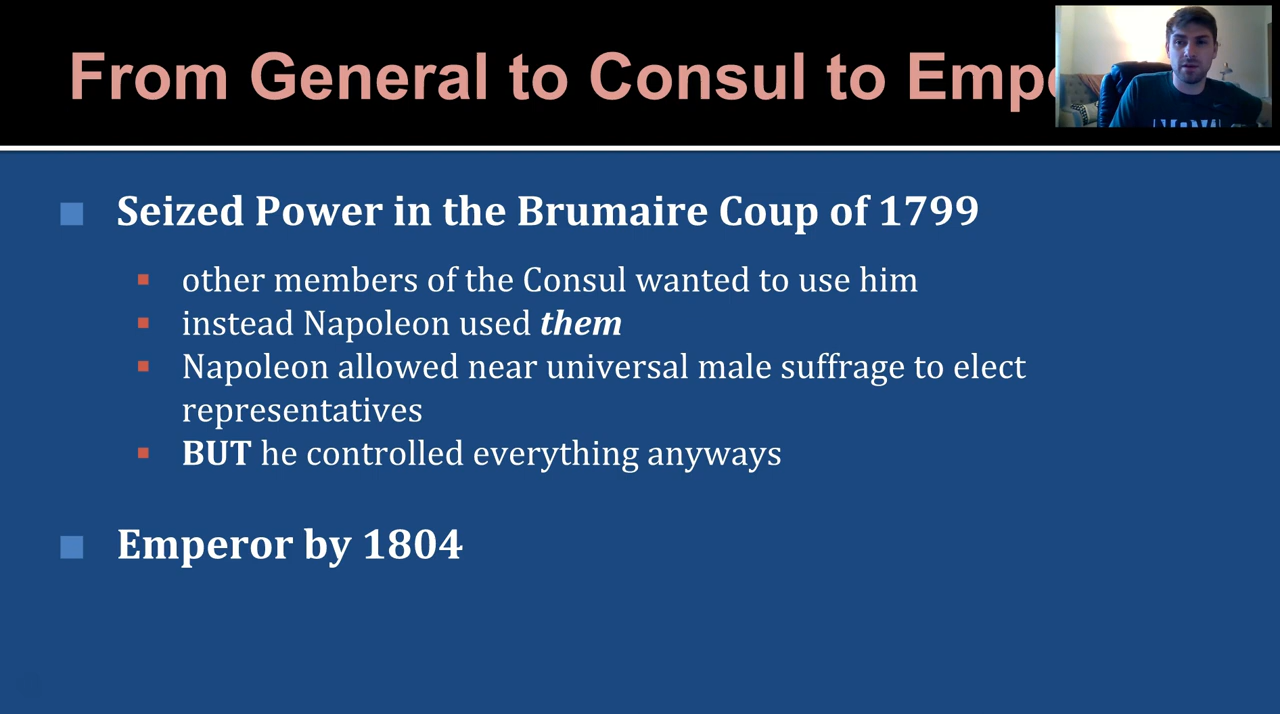 From General to Consul to Emp
Seized Power in the Brumaire Coup of 1799
other members of the Consul wanted to use him
instead Napoleon used them
Napoleon allowed near universal male suffrage to elect
representatives
BUT he controlled everything anyways
Emperor by 1804